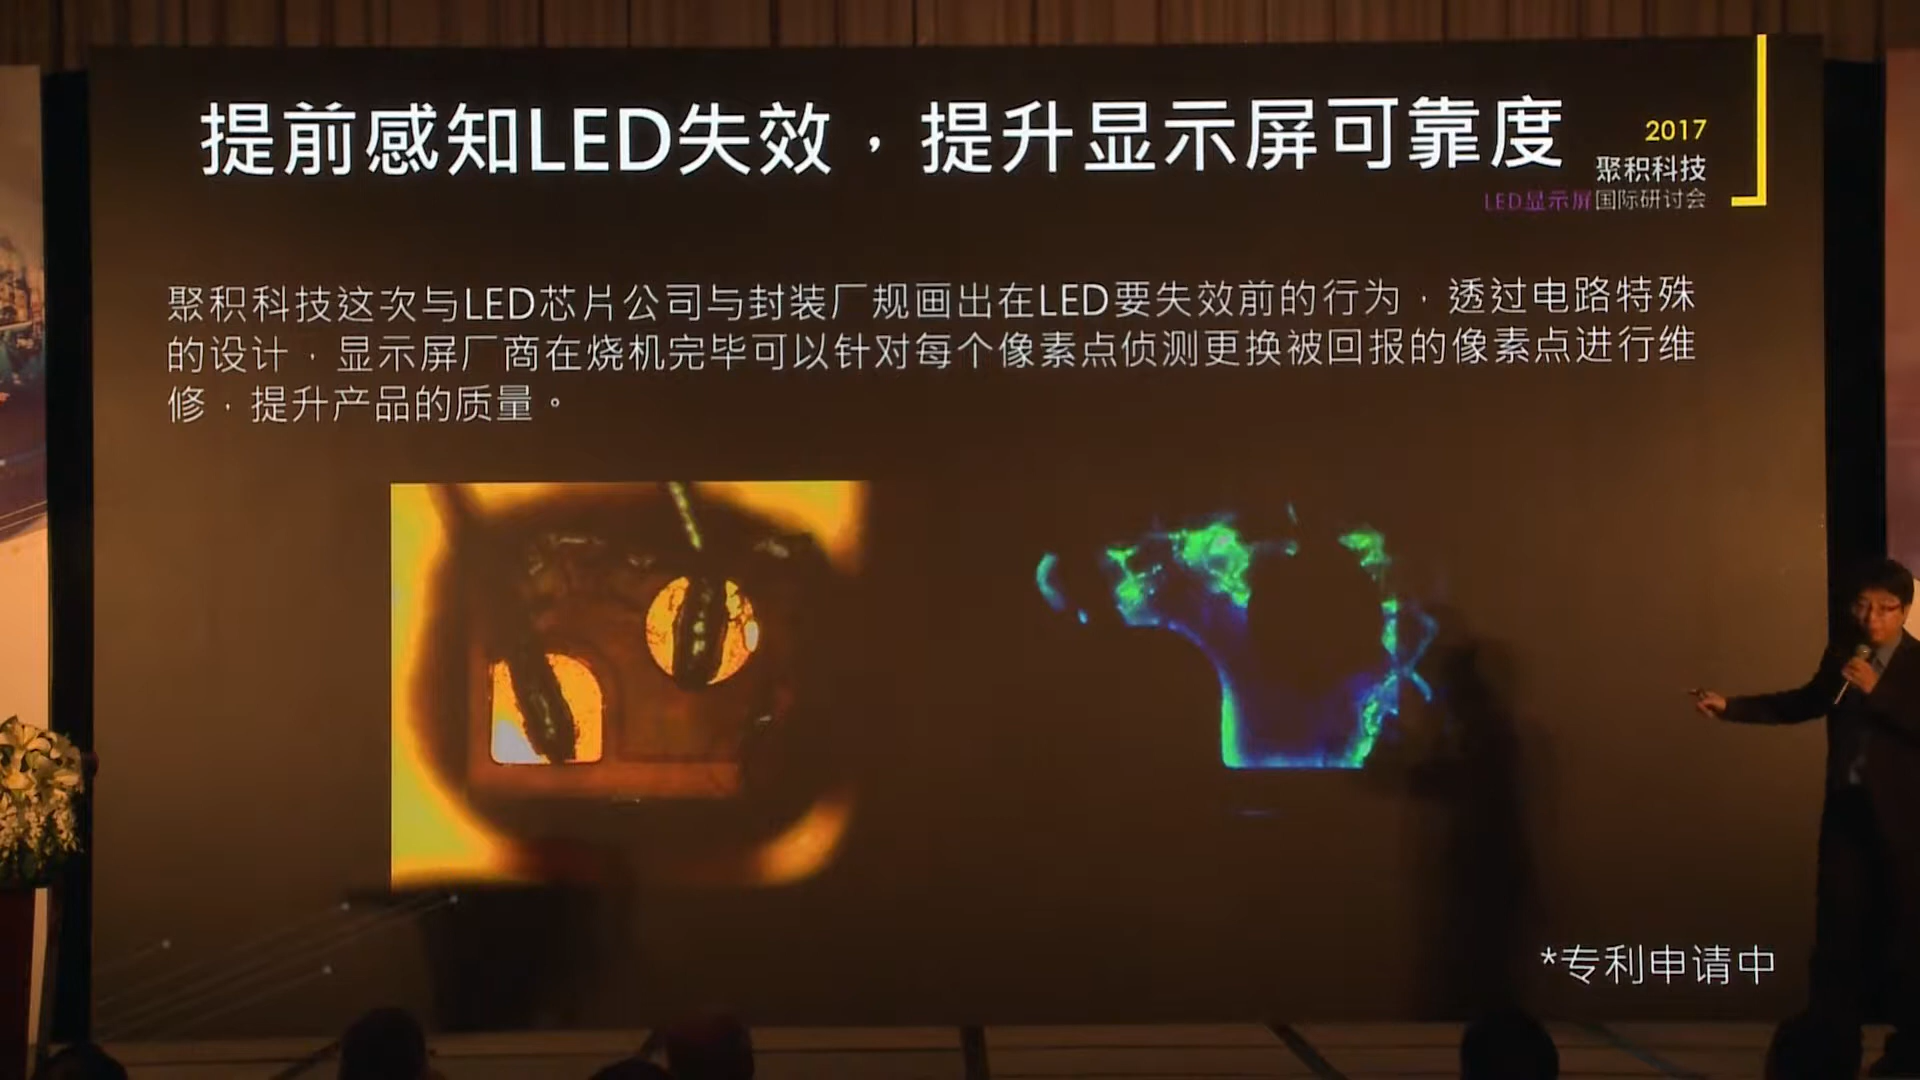 提前感知LED失效，提升显示屏可靠度
2017
聚积科技
LED显示屏国际研讨会
聚积科技这次与LED芯片公司与封装厂规画出在LED要失效前的行为，透过电路特殊
的设计，显示屏厂商在烧机完毕可以针对每个像素点侦测更换被回报的像素点进行维
修，提升产品的质量。
*专利申请中